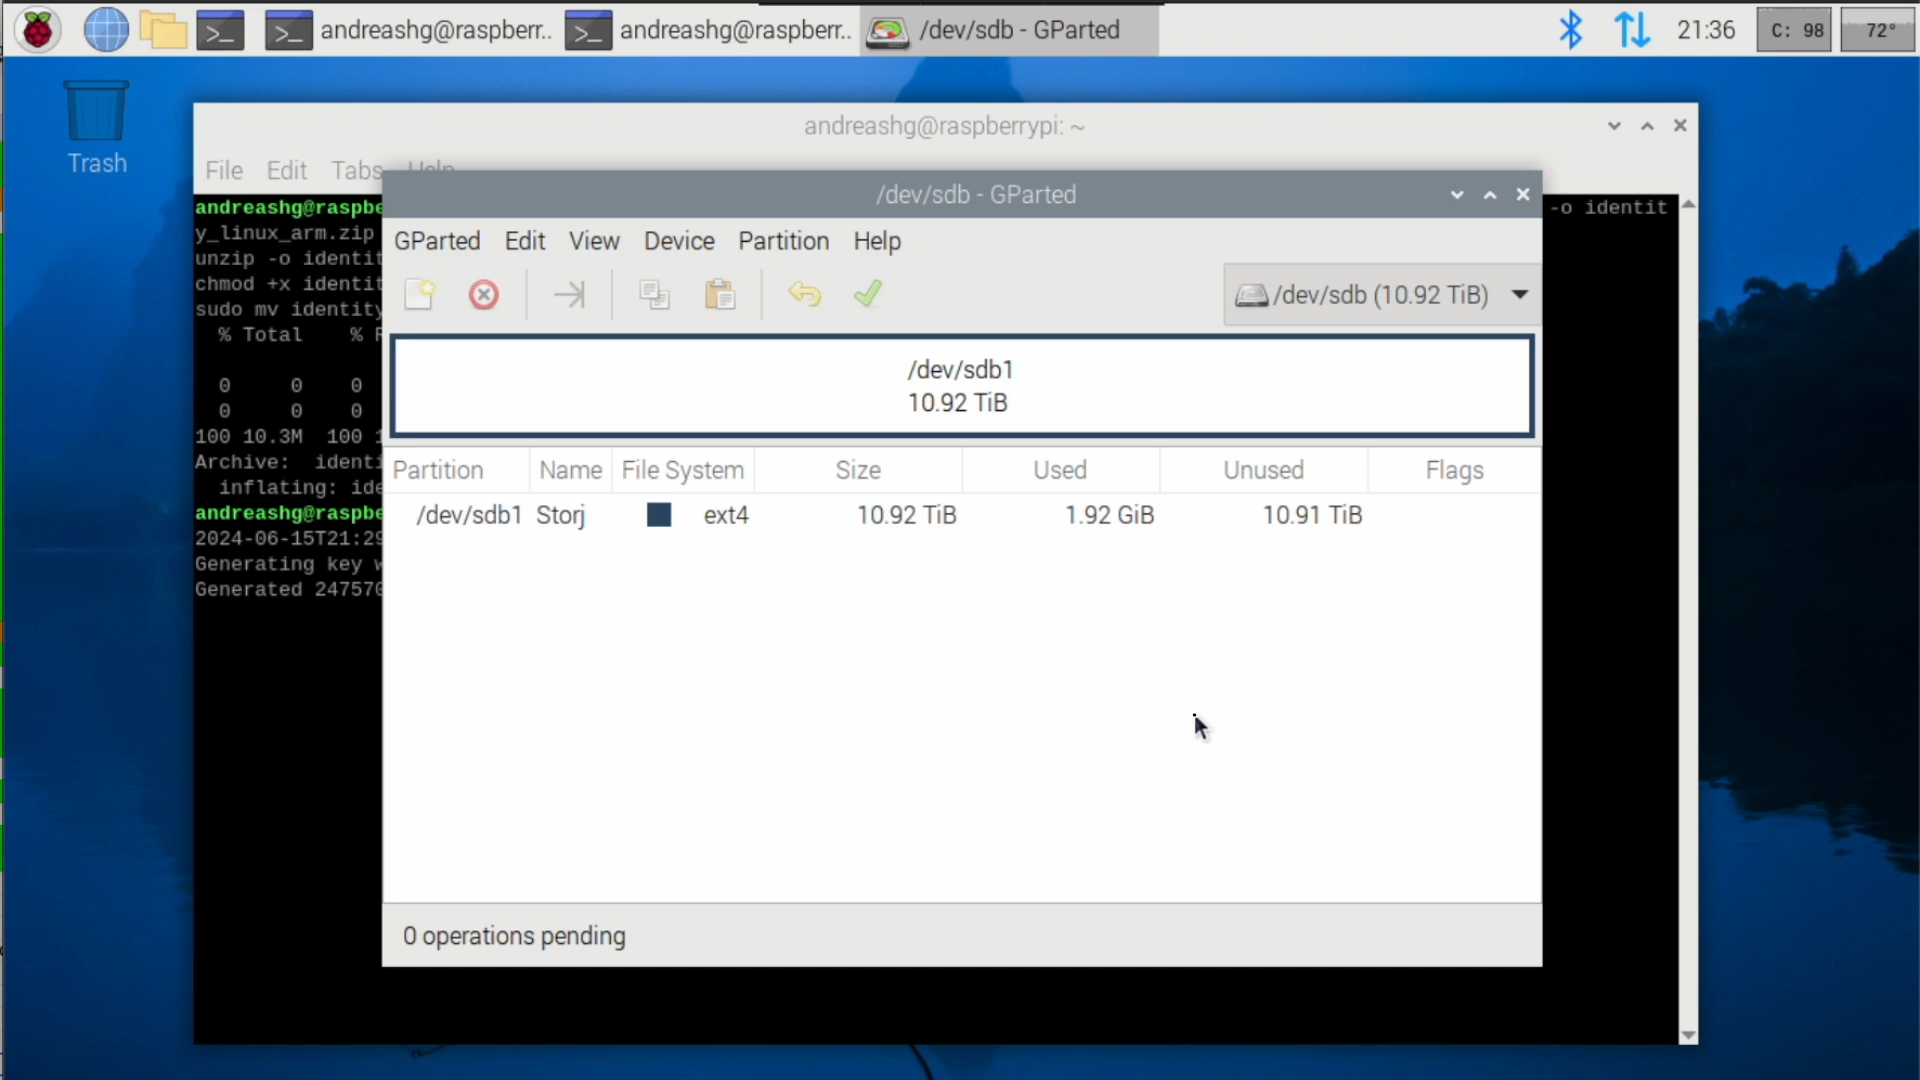 andreashg@raspberr..
andreashg@raspberr..
/dev/sdb - GParted
21:36
C: 98
72°
Trash
andreashg@raspberrypi: ~
File Edit Tabs Help
/dev/sdb - GParted
GParted Edit View Device Partition Help
/dev/sdb (10.92 TiB)
/dev/sdb1
10.92 TiB
Partition Name File System Size Used Unused Flags
/dev/sdb1 Storj ext4 10.92 TiB 1.92 GiB 10.91 TiB
0 operations pending
andreashg@raspbe -o identit
y_linux_arm.zip
unzip -o identit
chmod +x identit
sudo mv identity
% Total %
0 0 0
0 0 0
100 10.3M 100 1
Archive: identi
inflating: ide
andreashg@raspbe
2024-06-15T21:29
Generating key w
Generated 247570